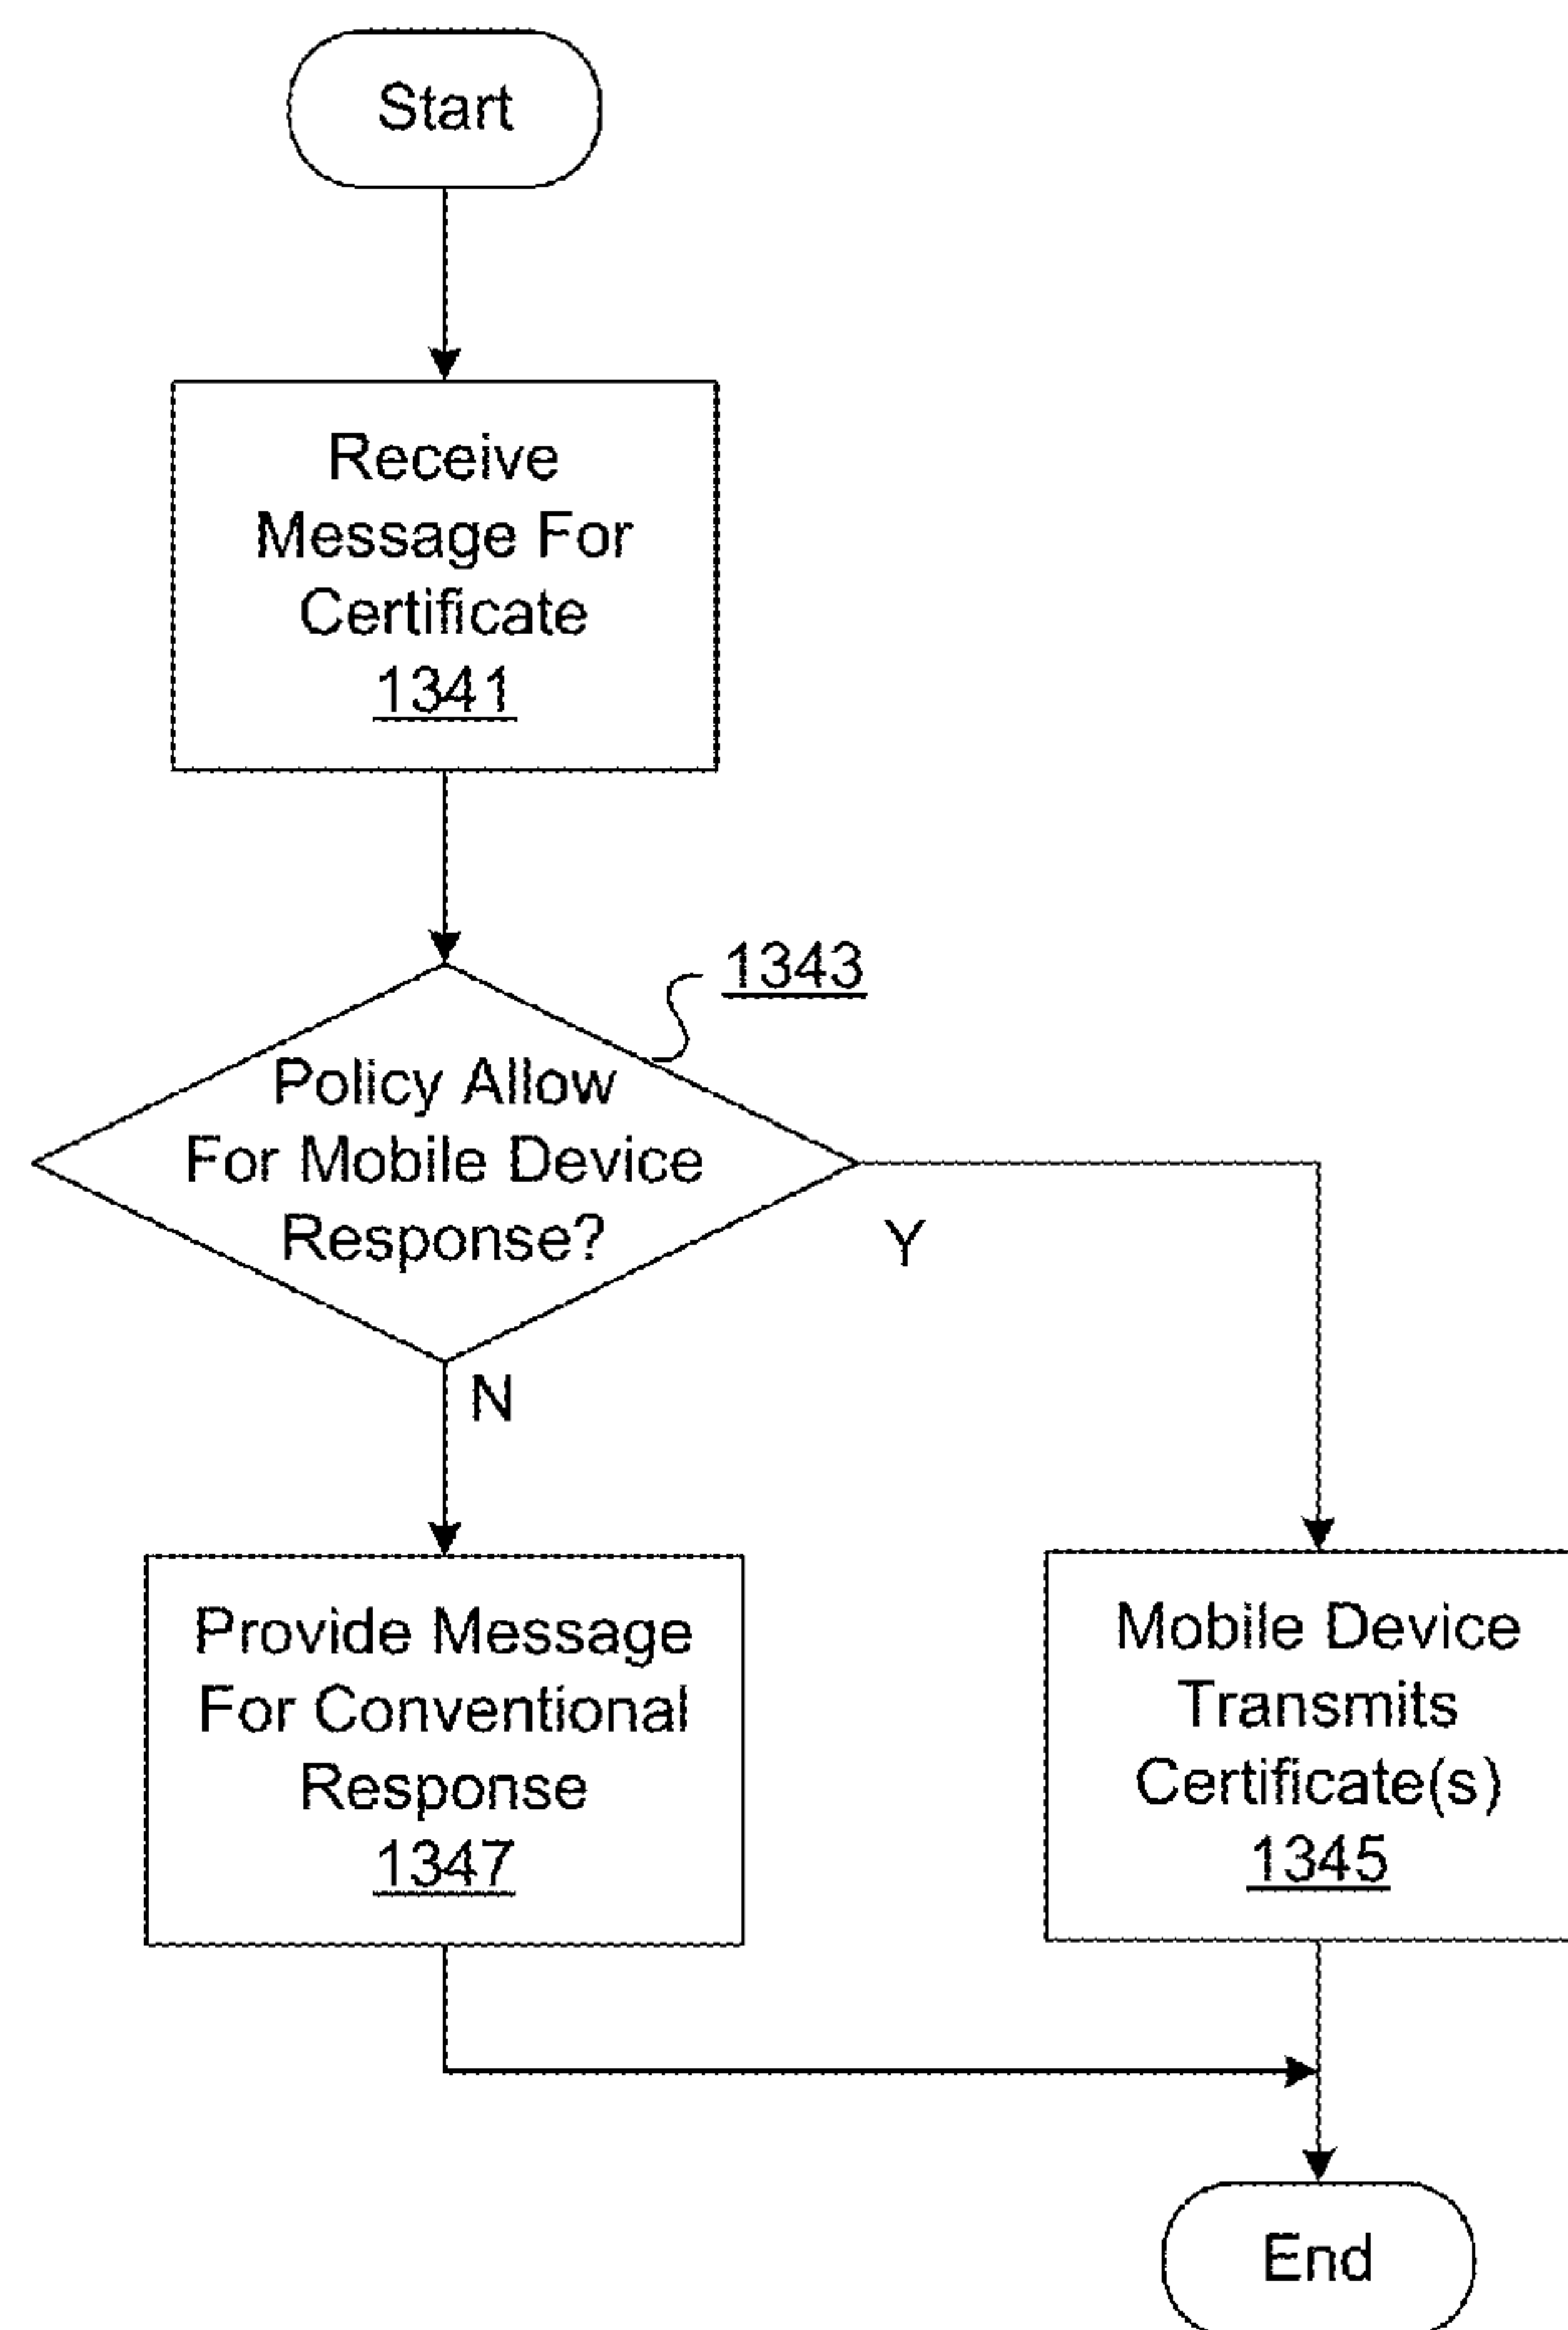 Start
Receive
Message For
Certificate
1341
1343
Policy Allow
For Mobile Device
Response?
Y
N
Provide Message
For Conventional
Response
1347
Mobile Device
Transmits
Certificate(s)
1345
End